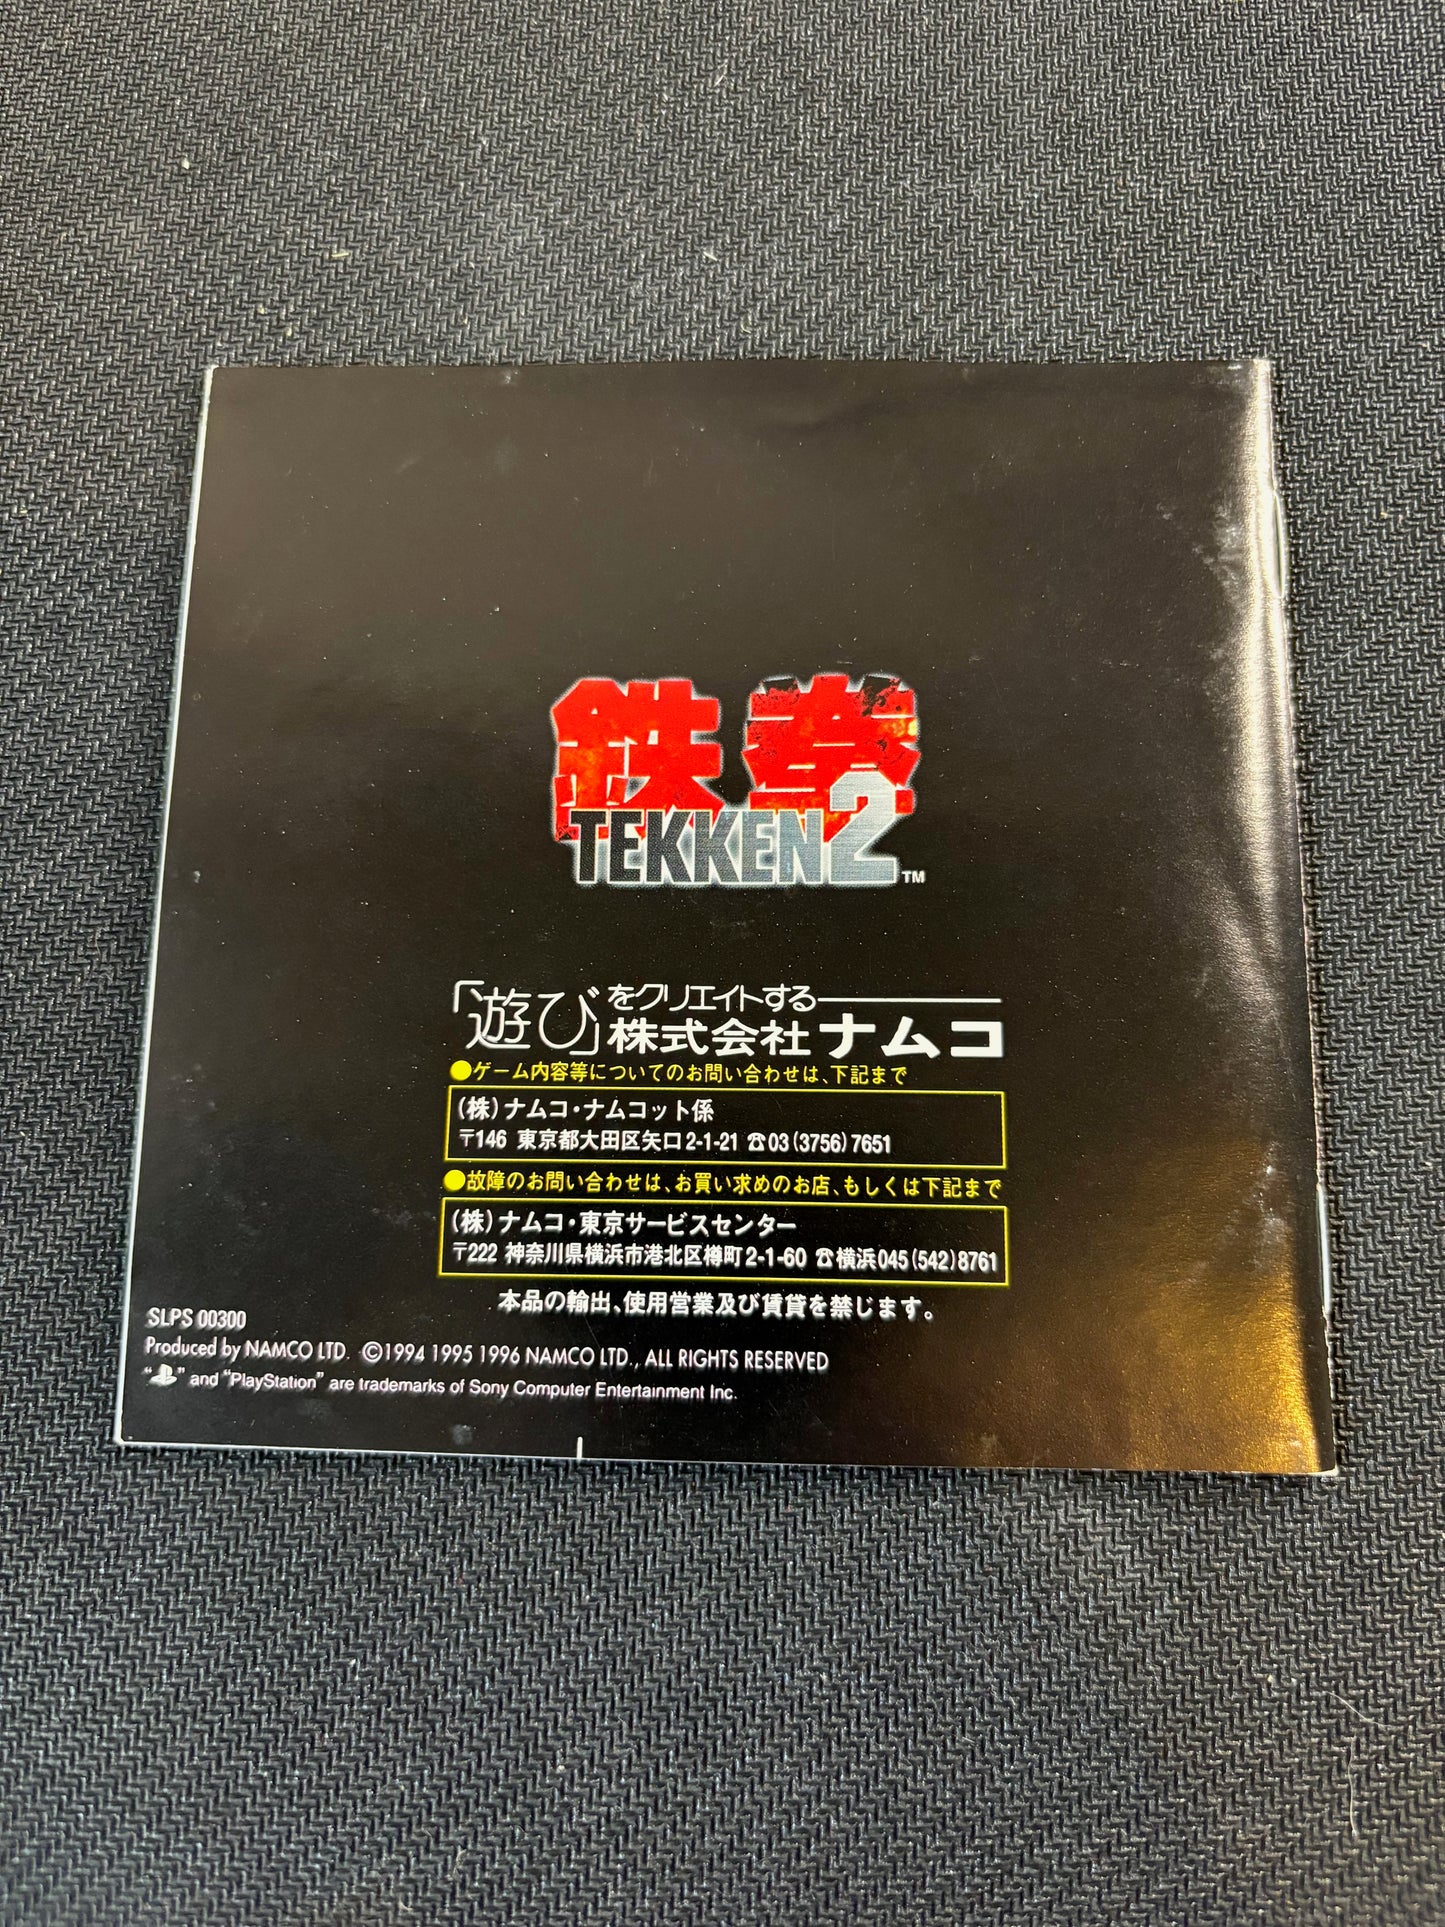 鉄拳
TEKKEN2™
「遊び」をクリエイトする
株式会社ナムコ
●ゲーム内容等についてのお問い合わせは、下記まで
(株)ナムコ・ナムコット係
〒146 東京都大田区矢口2-1-21 ☎03(3756)7651
●故障のお問い合わせは、お買い求めのお店、もしくは下記まで
(株)ナムコ・東京サービスセンター
〒222 神奈川県横浜市港北区樽町2-1-60 ☎横浜045(542)8761
本品の輸出、使用営業及び賃貸を禁じます。
SLPS 00300
Produced by NAMCO LTD. ©1994 1995 1996 NAMCO LTD., ALL RIGHTS RESERVED
“ ” and “PlayStation” are trademarks of Sony Computer Entertainment Inc.